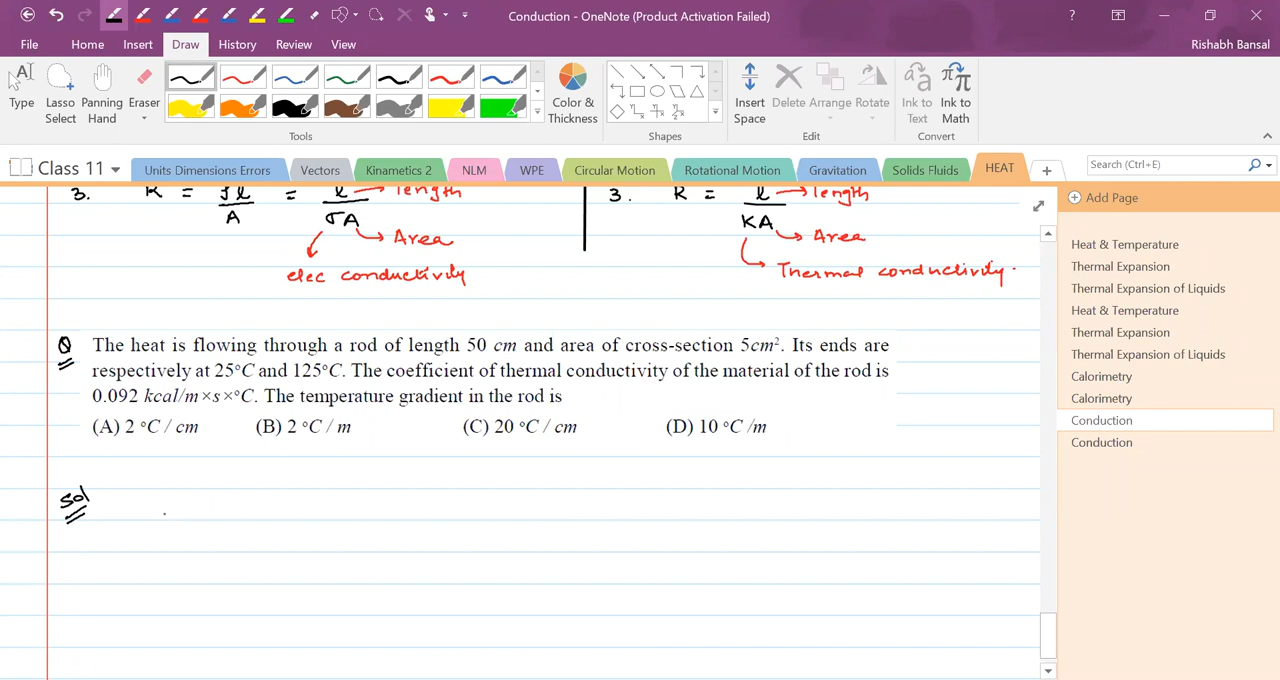 Conduction - OneNote (Product Activation Failed)
File Home Insert Draw History Review View Rishabh Bansal
Type Lasso Select Panning Hand Eraser Color & Thickness Insert Space Delete Arrange Rotate Ink to Text Ink to Math
Tools Shapes Edit Convert
Class 11 Units Dimensions Errors Vectors Kinametics 2 NLM WPE Circular Motion Rotational Motion Gravitation Solids Fluids HEAT Search (Ctrl+E)
3. R = ρl/A = l/σA → length
→ Area
elec conductivity
3. R = l/KA → length
→ Area
Thermal conductivity.
Q The heat is flowing through a rod of length 50 cm and area of cross-section 5cm². Its ends are
respectively at 25°C and 125°C. The coefficient of thermal conductivity of the material of the rod is
0.092 kcal/m×s×°C. The temperature gradient in the rod is
(A) 2 °C / cm (B) 2 °C / m (C) 20 °C / cm (D) 10 °C /m
Sol
Add Page
Heat & Temperature
Thermal Expansion
Thermal Expansion of Liquids
Heat & Temperature
Thermal Expansion
Thermal Expansion of Liquids
Calorimetry
Calorimetry
Conduction
Conduction